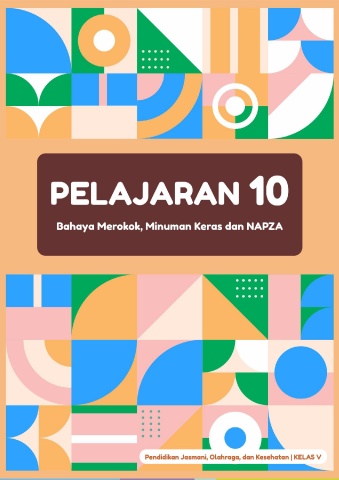 PELAJARAN 10
Bahaya Merokok, Minuman Keras dan NAPZA
Pendidikan Jasmani, Olahraga, dan Kesehatan | KELAS V